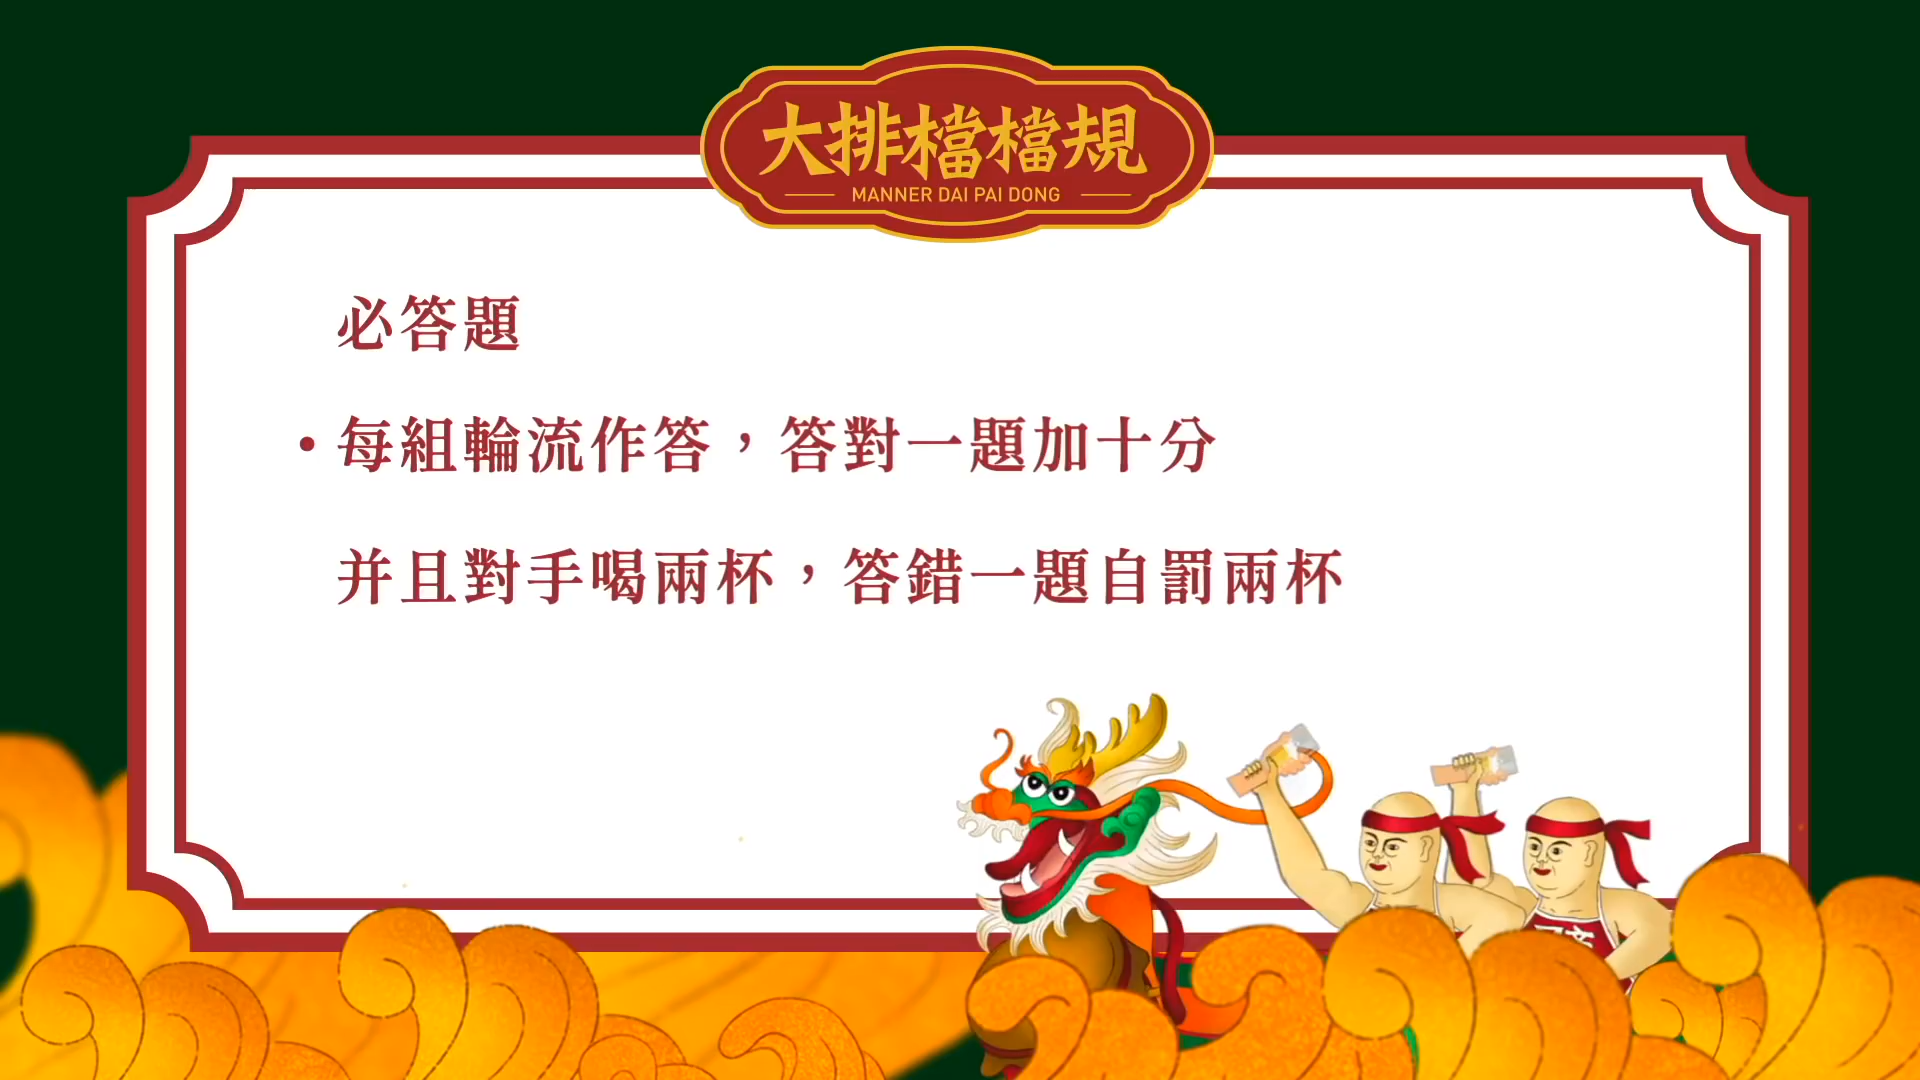 大排檔檔規
MANNER DAI PAI DONG
必答題
•每組輪流作答，答對一題加十分
并且對手喝兩杯，答錯一題自罰兩杯